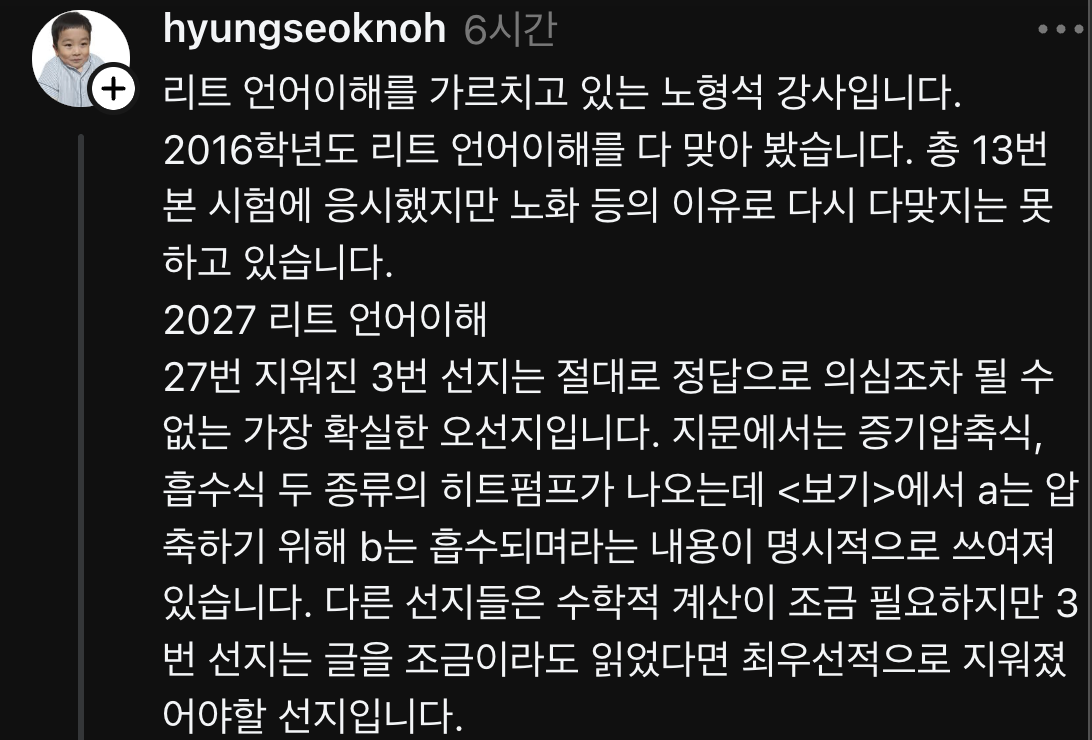 hyungseoknoh 6시간
리트 언어이해를 가르치고 있는 노형석 강사입니다.
2016학년도 리트 언어이해를 다 맞아 봤습니다. 총 13번
본 시험에 응시했지만 노화 등의 이유로 다시 다맞지는 못
하고 있습니다.
2027 리트 언어이해
27번 지워진 3번 선지는 절대로 정답으로 의심조차 될 수
없는 가장 확실한 오선지입니다. 지문에서는 증기압축식,
흡수식 두 종류의 히트펌프가 나오는데 <보기>에서 a는 압
축하기 위해 b는 흡수되며라는 내용이 명시적으로 쓰여져
있습니다. 다른 선지들은 수학적 계산이 조금 필요하지만 3
번 선지는 글을 조금이라도 읽었다면 최우선적으로 지워졌
어야할 선지입니다.